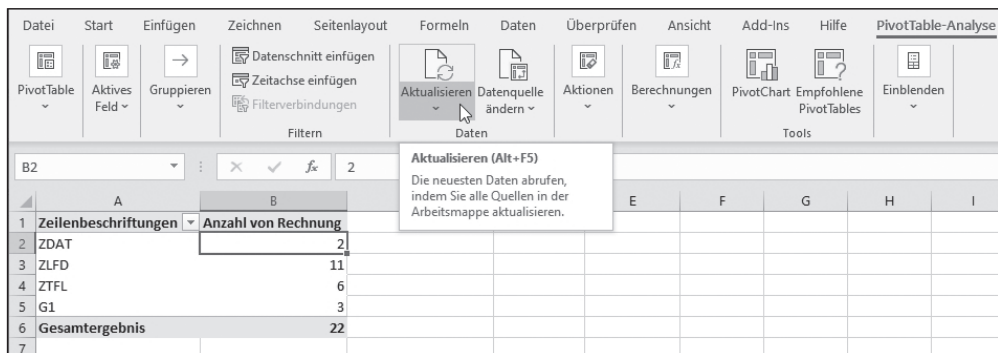 Datei Start Einfügen Zeichnen Seitenlayout Formeln Daten Überprüfen Ansicht Add-Ins Hilfe PivotTable-Analyse
PivotTable
Aktives
Feld
Gruppieren
Datenschnitt einfügen
Zeitachse einfügen
Filterverbindungen
Filtern
Aktualisieren
Datenquelle
ändern
Daten
Aktionen
Berechnungen
PivotChart
Empfohlene
PivotTables
Tools
Einblenden
B2 fx 2
Aktualisieren (Alt+F5)
Die neuesten Daten abrufen,
indem Sie alle Quellen in der
Arbeitsmappe aktualisieren.
A B E F G H I
1 Zeilenbeschriftungen Anzahl von Rechnung
2 ZDAT 2
3 ZLFD 11
4 ZTFL 6
5 G1 3
6 Gesamtergebnis 22
7